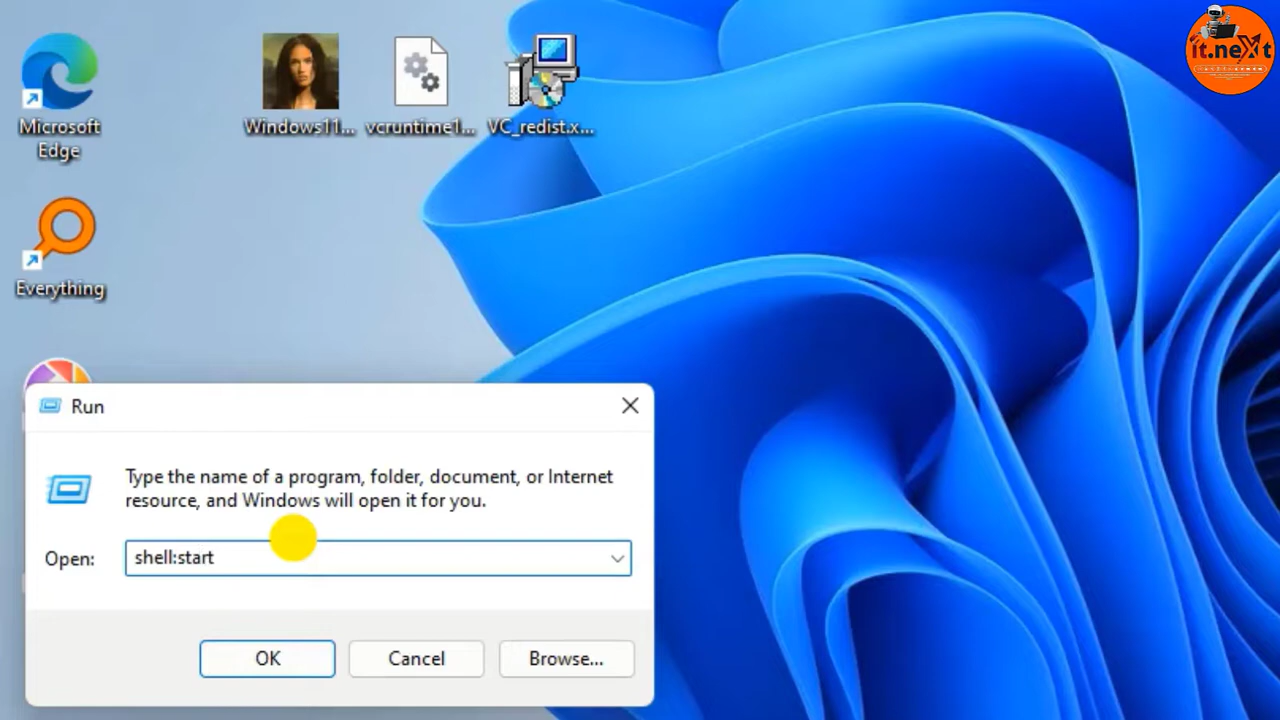 it.neXt
Microsoft
Edge
Windows11...
vcruntime1...
VC_redist.x...
Everything
Run
Type the name of a program, folder, document, or Internet
resource, and Windows will open it for you.
Open:
shell:start
OK
Cancel
Browse...